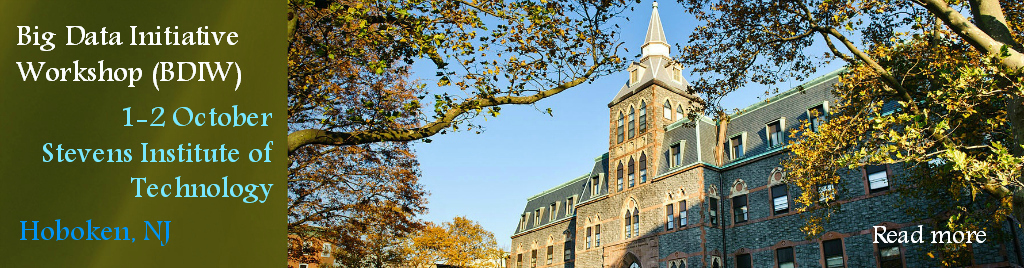 Big Data Initiative
Workshop (BDIW)
1-2 October
Stevens Institute of
Technology
Hoboken, NJ
Read more